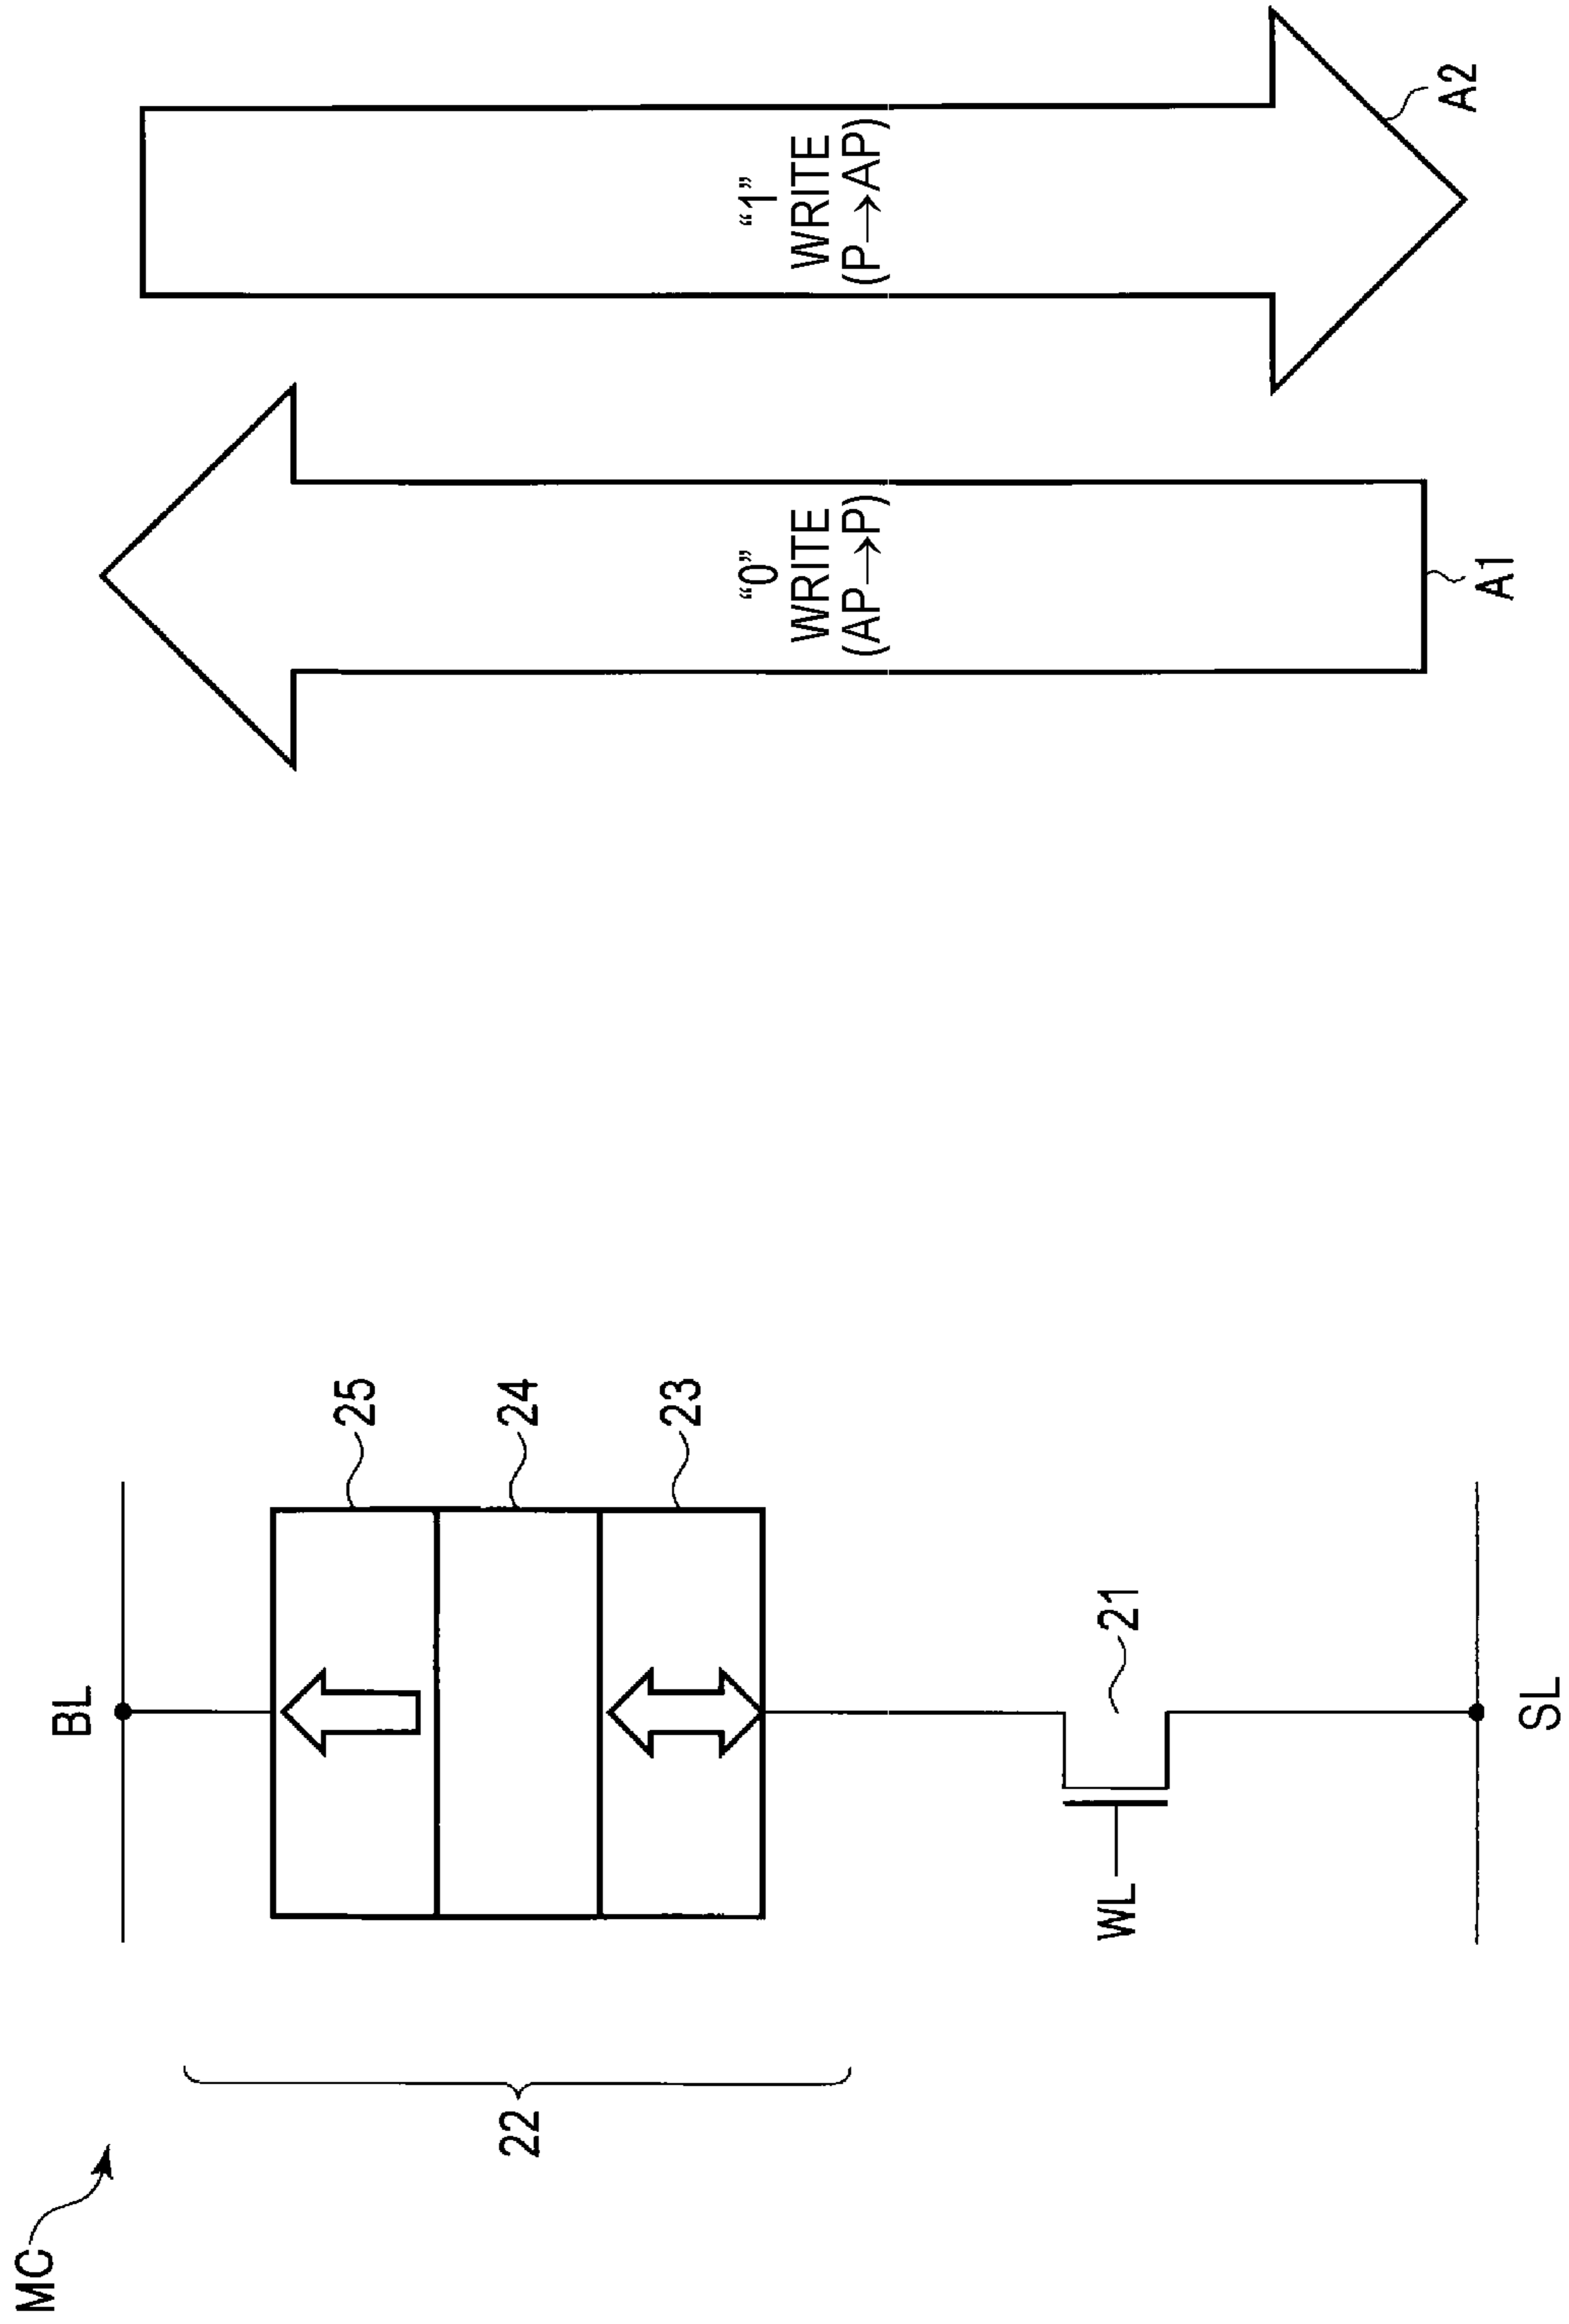 MC
BL
25
22
24
23
WL
21
SL
“0”
WRITE
(AP→P)
A1
“1”
WRITE
(P→AP)
A2